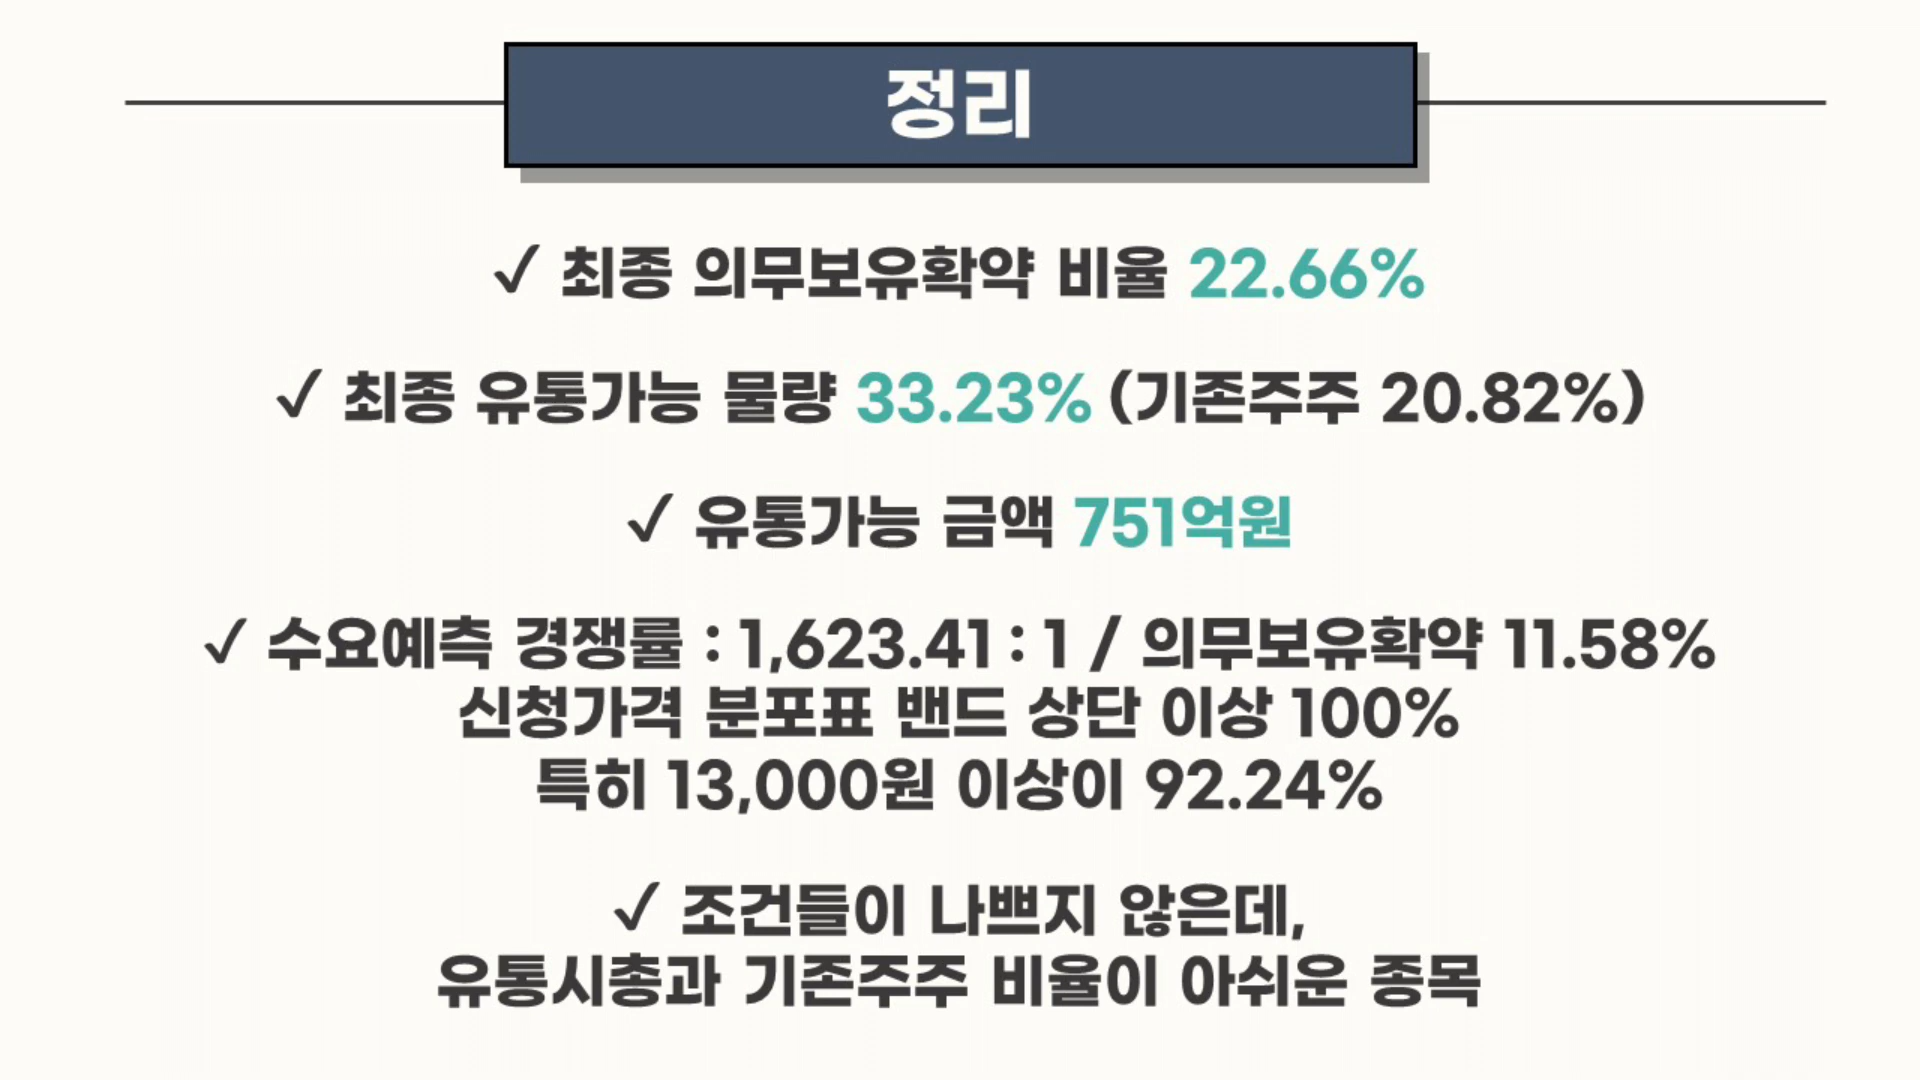 정리
✓ 최종 의무보유확약 비율 22.66%
✓ 최종 유통가능 물량 33.23% (기존주주 20.82%)
✓ 유통가능 금액 751억원
✓ 수요예측 경쟁률 : 1,623.41 : 1 / 의무보유확약 11.58%
신청가격 분포표 밴드 상단 이상 100%
특히 13,000원 이상이 92.24%
✓ 조건들이 나쁘지 않은데,
유통시총과 기존주주 비율이 아쉬운 종목